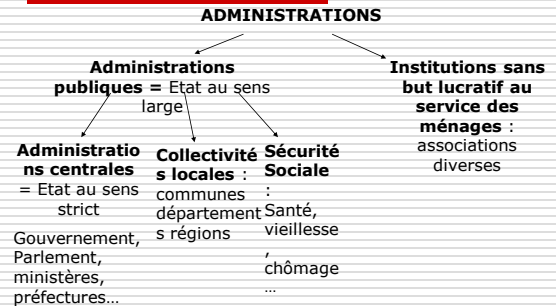 ADMINISTRATIONS
Administrations
publiques = Etat au sens
large
Institutions sans
but lucratif au
service des
ménages :
associations
diverses
Administratio
ns centrales
= Etat au sens
strict
Gouvernement,
Parlement,
ministères,
préfectures…
Collectivité
s locales :
communes
département
s régions
Sécurité
Sociale
:
Santé,
vieillesse
,
chômage
…